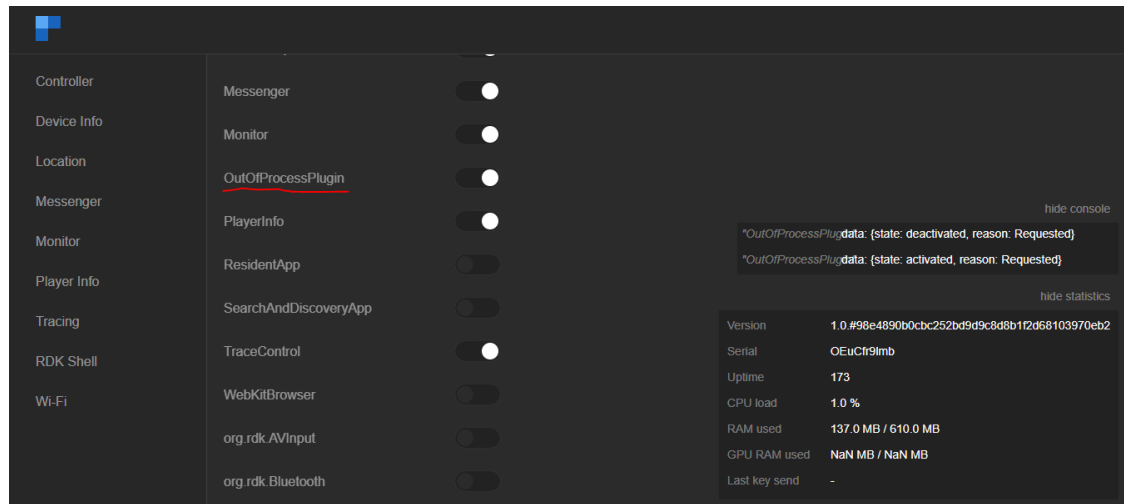 Controller
Device Info
Location
Messenger
Monitor
Player Info
Tracing
RDK Shell
Wi-Fi
Messenger
Monitor
OutOfProcessPlugin
PlayerInfo
ResidentApp
SearchAndDiscoveryApp
TraceControl
WebKitBrowser
org.rdk.AVInput
org.rdk.Bluetooth
hide console
"OutOfProcessPlugdata: {state: deactivated, reason: Requested}
"OutOfProcessPlugdata: {state: activated, reason: Requested}
hide statistics
Version 1.0.#98e4890b0cbc252bd9d9c8d8b1f2d68103970eb2
Serial OEuCfr9lmb
Uptime 173
CPU load 1.0 %
RAM used 137.0 MB / 610.0 MB
GPU RAM used NaN MB / NaN MB
Last key send -